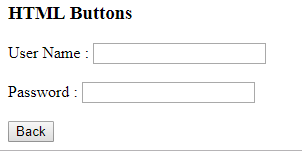 HTML Buttons
User Name :
Password :
Back